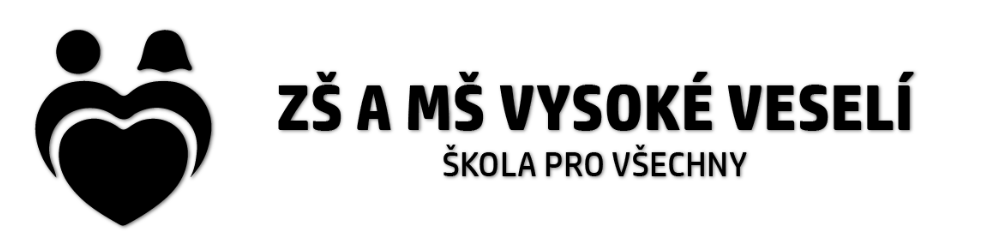 ZŠ A MŠ VYSOKÉ VESELÍ
ŠKOLA PRO VŠECHNY